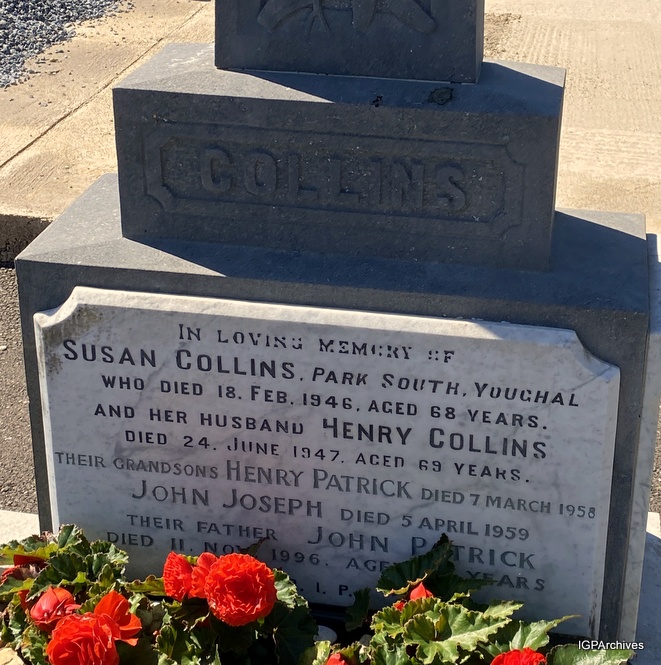 COLLINS
IN LOVING MEMORY OF
SUSAN COLLINS, PARK SOUTH, YOUGHAL
WHO DIED 18. FEB. 1946. AGED 68 YEARS.
AND HER HUSBAND HENRY COLLINS
DIED 24. JUNE 1947. AGED 69 YEARS.
THEIR GRANDSONS HENRY PATRICK DIED 7 MARCH 1958
JOHN JOSEPH DIED 5 APRIL 1959
THEIR FATHER JOHN PATRICK
DIED 11. 1996. YEARS
I. P.
IGPArchives